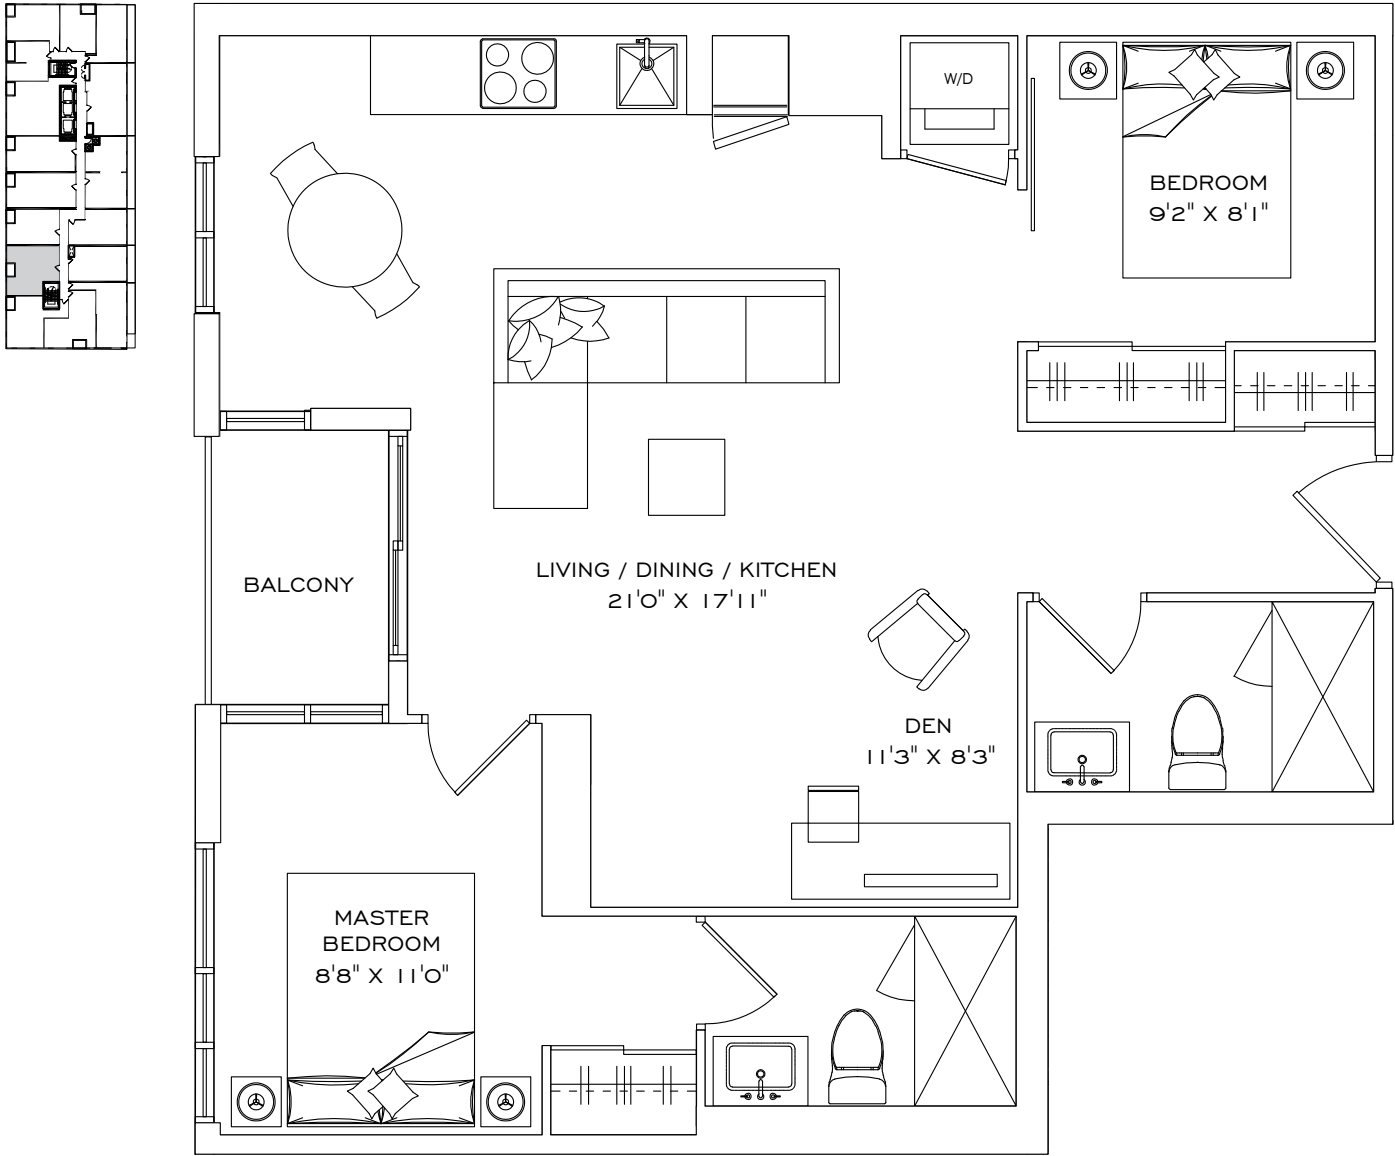 W/D
BEDROOM
9'2" X 8'1"
BALCONY
LIVING / DINING / KITCHEN
21'0" X 17'11"
DEN
11'3" X 8'3"
MASTER
BEDROOM
8'8" X 11'0"